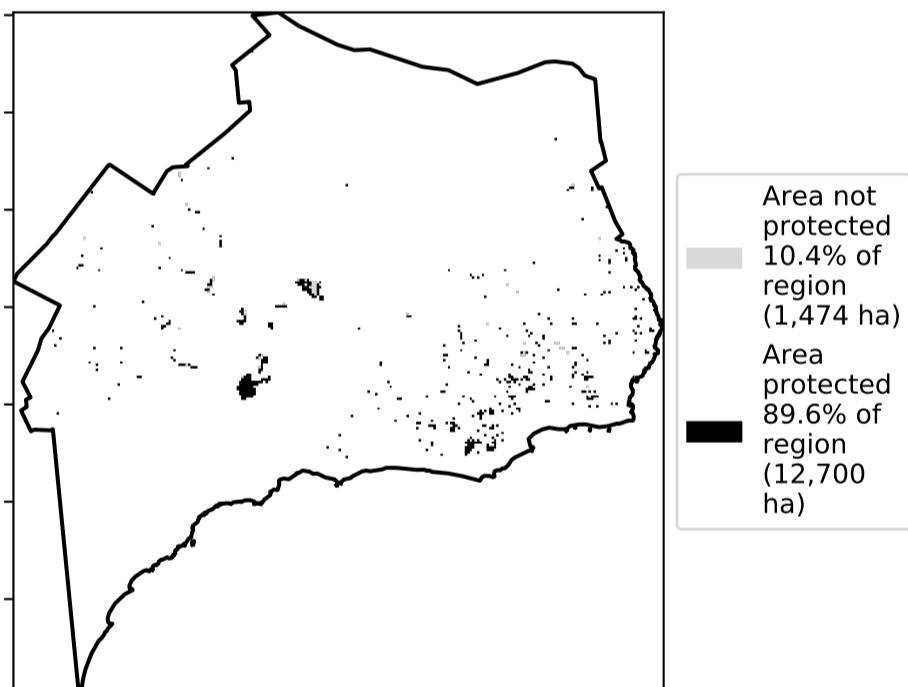 Area not
protected
10.4% of
region
(1,474 ha)
Area
protected
89.6% of
region
(12,700
ha)